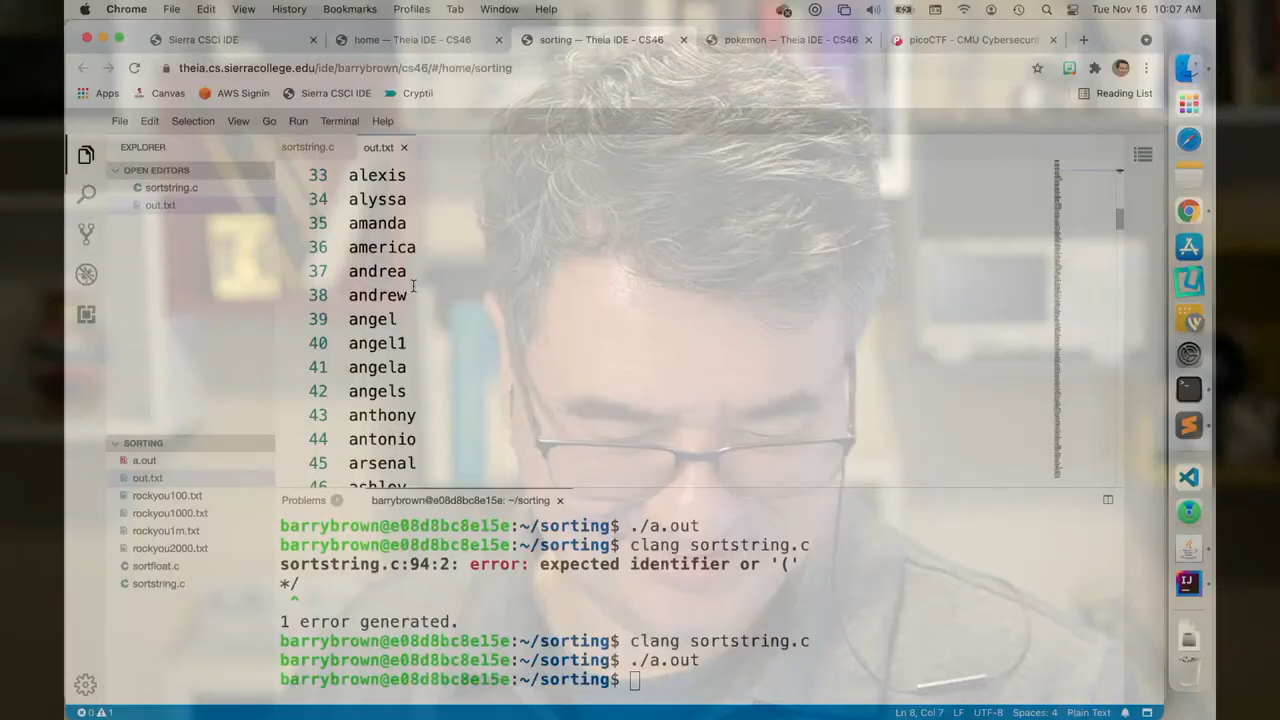 Chrome File Edit View History Bookmarks Profiles Tab Window Help Tue Nov 16 10:07 AM
Sierra CSCI IDE home — Theia IDE - CS46 sorting — Theia IDE - CS46 pokemon — Theia IDE - CS46 picoCTF - CMU Cybersecuri
theia.cs.sierracollege.edu/ide/barrybrown/cs46/#/home/sorting
Apps Canvas AWS Signin Sierra CSCI IDE Cryptii Reading List
File Edit Selection View Go Run Terminal Help
EXPLORER
OPEN EDITORS
sortstring.c
out.txt
SORTING
a.out
out.txt
rockyou100.txt
rockyou1000.txt
rockyou1m.txt
rockyou2000.txt
sortfloat.c
sortstring.c
sortstring.c out.txt
33 alexis
34 alyssa
35 amanda
36 america
37 andrea
38 andrew
39 angel
40 angel1
41 angela
42 angels
43 anthony
44 antonio
45 arsenal
46 ashley
Problems barrybrown@e08d8bc8e15e: ~/sorting
barrybrown@e08d8bc8e15e:~/sorting$ ./a.out
barrybrown@e08d8bc8e15e:~/sorting$ clang sortstring.c
sortstring.c:94:2: error: expected identifier or '('
*/
^
1 error generated.
barrybrown@e08d8bc8e15e:~/sorting$ clang sortstring.c
barrybrown@e08d8bc8e15e:~/sorting$ ./a.out
barrybrown@e08d8bc8e15e:~/sorting$
0 1 Ln 8, Col 7 LF UTF-8 Spaces: 4 Plain Text